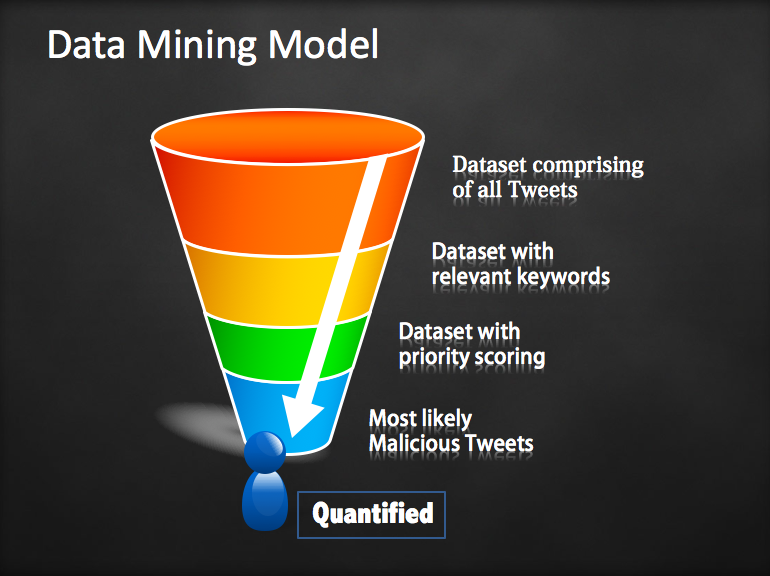 Data Mining Model
Dataset comprising
of all Tweets
Dataset with
relevant keywords
Dataset with
priority scoring
Most likely
Malicious Tweets
Quantified